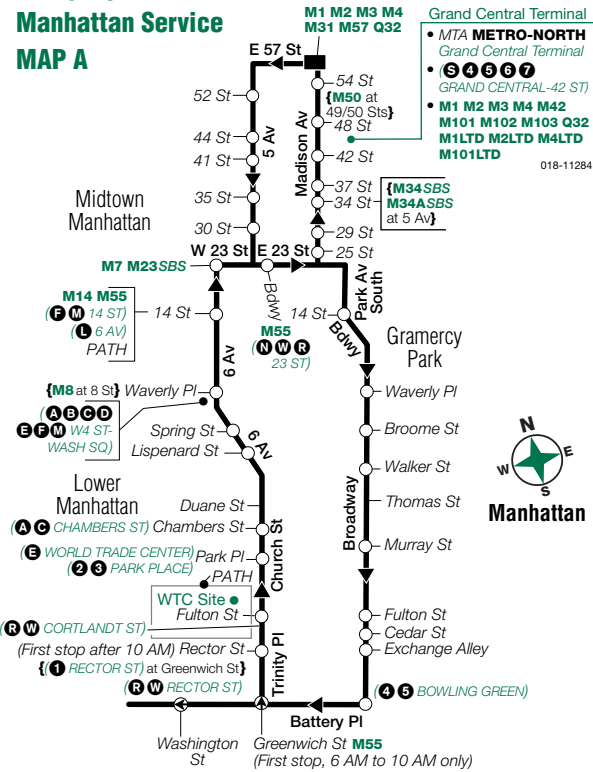 Manhattan Service
MAP A
M1 M2 M3 M4
M31 M57 Q32
Grand Central Terminal
• MTA METRO-NORTH
Grand Central Terminal
• (S 4 5 6 7
GRAND CENTRAL-42 ST)
• M1 M2 M3 M4 M42
M101 M102 M103 Q32
M1LTD M2LTD M4LTD
M101LTD
018-11284
E 57 St
54 St
{M50 at
49/50 Sts}
48 St
42 St
37 St
34 St
{M34SBS
M34ASBS
at 5 Av}
29 St
25 St
Madison Av
52 St
44 St
41 St
35 St
30 St
5 Av
Midtown
Manhattan
W 23 St
E 23 St
M7 M23SBS
Bdwy
M55
(N W R
23 ST)
Park Av
South
14 St
Bdwy
Gramercy
Park
M14 M55
(F M 14 ST)
(L 6 AV)
PATH
14 St
6 Av
{M8 at 8 St} Waverly Pl
(A B C D
E F M W4 ST-
WASH SQ)
Spring St
Lispenard St
6 Av
Waverly Pl
Broome St
Walker St
Thomas St
Murray St
Broadway
N
E
S
W
Manhattan
Lower
Manhattan
Duane St
(A C CHAMBERS ST) Chambers St
(E WORLD TRADE CENTER) Park Pl
(2 3 PARK PLACE)
PATH
Church St
WTC Site
Fulton St
(R W CORTLANDT ST)
(First stop after 10 AM) Rector St
{(1 RECTOR ST) at Greenwich St}
(R W RECTOR ST)
Trinity Pl
Fulton St
Cedar St
Exchange Alley
(4 5 BOWLING GREEN)
Battery Pl
Washington
St
Greenwich St M55
(First stop, 6 AM to 10 AM only)